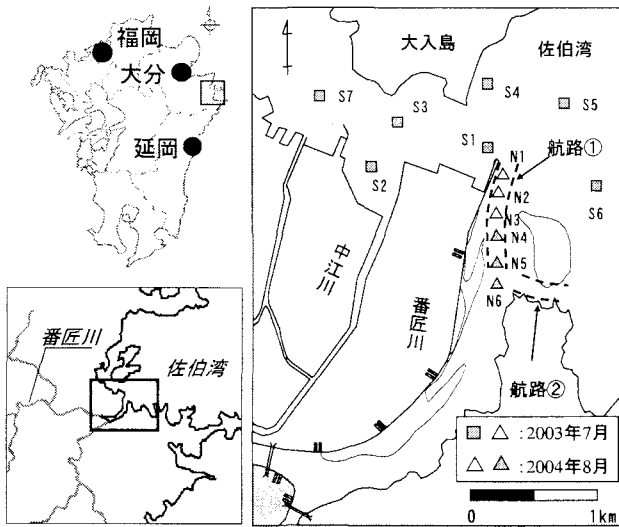 福岡
大分
延岡
番匠川
佐伯湾
大入島
佐伯湾
S7
S3
S4
S5
S2
S1
N1
航路①
N2
S6
N3
N4
N5
N6
中江川
番匠川
航路②
:2003年7月
:2004年8月
0
1km